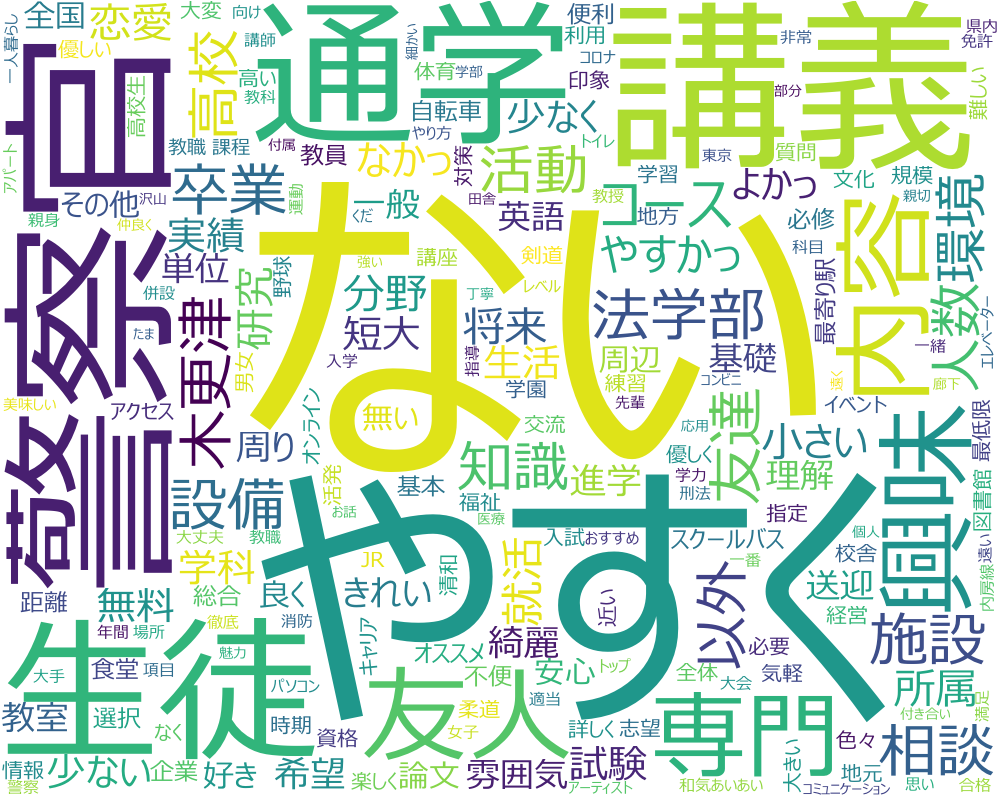 全国
恋愛
大変
向け
講師
優しい
一人暮らし
高校
高校生
高い
教科
通学
細かい
体育
学部
便利
利用
コロナ
印象
講義
非常
部分
県内
免許
難しい
官
自転車
少なく
やり方
トイレ
教職
課程
付属
教員
なかっ
対策
活動
学習
東京
質問
アパート
その他
沢山
卒業
運動
一般
くだ
田舎
英語
教授
コース
地方
よかっ
必修
文化
規模
親切
親身
仲良く
実績
単位
研究
野球
講座
強い
剣道
やすかっ
科目
内容
人数
環境
最寄り駅
併設
たま
分野
丁寧
レベル
将来
法学部
基礎
一緒
エレベーター
警察
木更津
男女
短大
入学
指導
生活
周辺
練習
コンビニ
遠く
廊下
美味しい
アクセス
ない
学園
先輩
友達
イベント
周り
オンライン
無い
交流
応用
小さい
興味
最低限
設備
活発
お話
基本
知識
進学
優しく
学力
刑法
理解
指定
図書館
大丈夫
教職
福祉
医療
入試
おすすめ
スクールバス
一番
校舎
個人
遠い
内房線
学科
JR
清和
就活
近い
以外
送迎
経営
距離
無料
総合
良く
きれい
やすく
徹底
消防
キャリア
オススメ
綺麗
必要
気軽
施設
年間
場所
魅力
生徒
大手
食堂
項目
パソコン
友人
不便
安心
トップ
全体
大会
所属
満足
教室
選択
なく
時期
資格
柔道
女子
適当
詳しく
志望
専門
色々
付き合い
相談
情報
少ない
企業
好き
希望
楽しく
論文
雰囲気
試験
アーティスト
和気あいあい
大きい
地元
コミュニケーション
思い
合格
警察